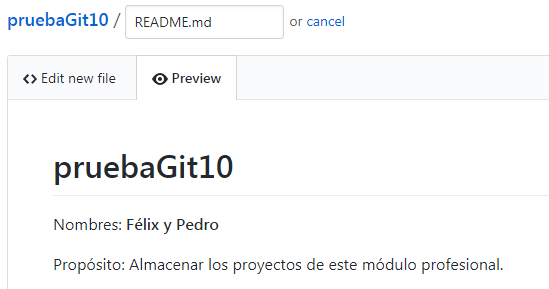 pruebaGit10 / README.md or cancel
Edit new file Preview
pruebaGit10
Nombres: Félix y Pedro
Propósito: Almacenar los proyectos de este módulo profesional.